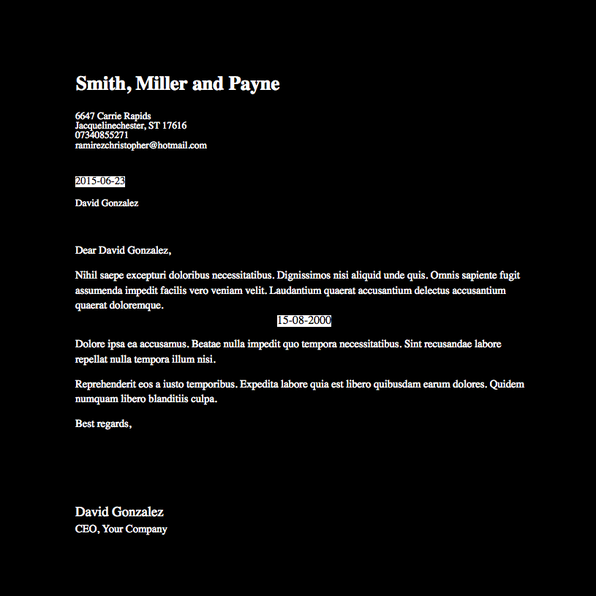 Smith, Miller and Payne
6647 Carrie Rapids
Jacquelinechester, ST 17616
07340855271
ramirezchristopher@hotmail.com
2015-06-23
David Gonzalez
Dear David Gonzalez,
Nihil saepe excepturi doloribus necessitatibus. Dignissimos nisi aliquid unde quis. Omnis sapiente fugit
assumenda impedit facilis vero veniam velit. Laudantium quaerat accusantium delectus accusantium
quaerat doloremque.
15-08-2000
Dolore ipsa ea accusamus. Beatae nulla impedit quo tempora necessitatibus. Sint recusandae labore
repellat nulla tempora illum nisi.
Reprehenderit eos a iusto temporibus. Expedita labore quia est libero quibusdam earum dolores. Quidem
numquam libero blanditiis culpa.
Best regards,
David Gonzalez
CEO, Your Company